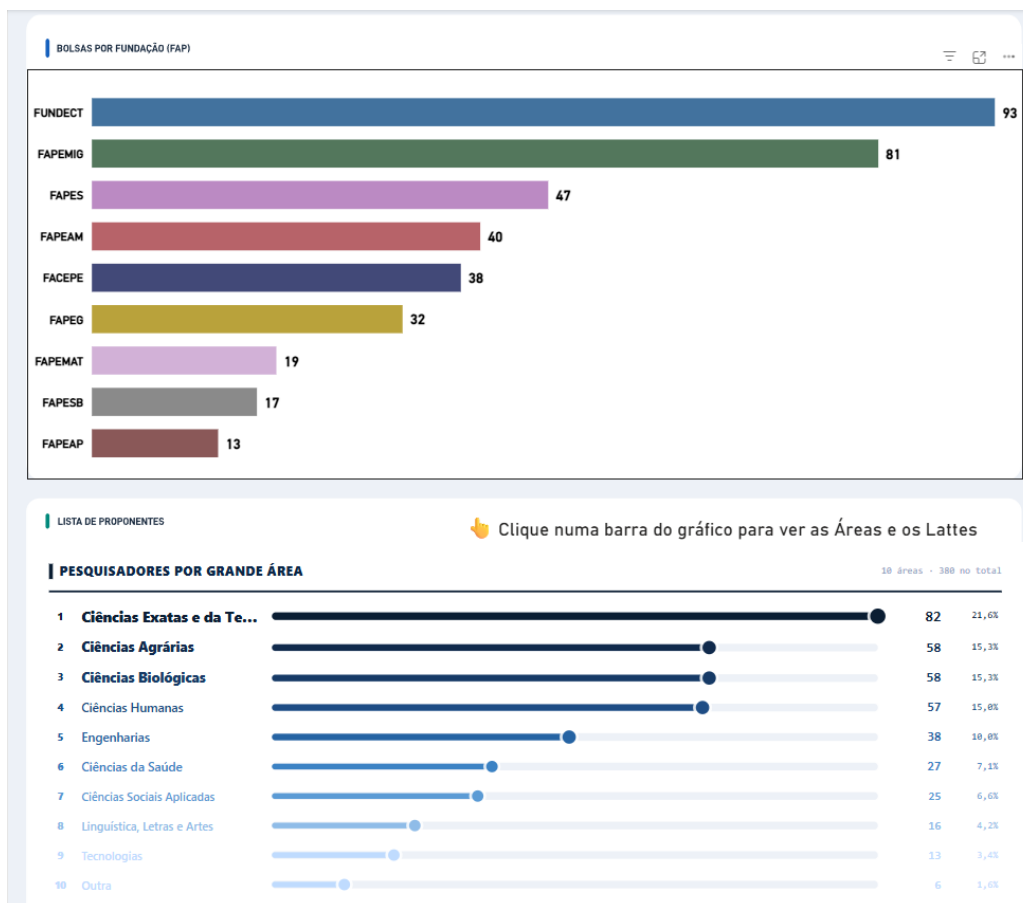 BOLSAS POR FUNDAÇÃO (FAP)
FUNDECT 93
FAPEMIG 81
FAPES 47
FAPEAM 40
FACEPE 38
FAPEG 32
FAPEMAT 19
FAPESB 17
FAPEAP 13
LISTA DE PROPONENTES
Clique numa barra do gráfico para ver as Áreas e os Lattes
PESQUISADORES POR GRANDE ÁREA 10 áreas · 380 no total
1 Ciências Exatas e da Te... 82 21,6%
2 Ciências Agrárias 58 15,3%
3 Ciências Biológicas 58 15,3%
4 Ciências Humanas 57 15,0%
5 Engenharias 38 10,0%
6 Ciências da Saúde 27 7,1%
7 Ciências Sociais Aplicadas 25 6,6%
8 Linguística, Letras e Artes 16 4,2%
9 Tecnologias 13 3,4%
10 Outra 6 1,6%